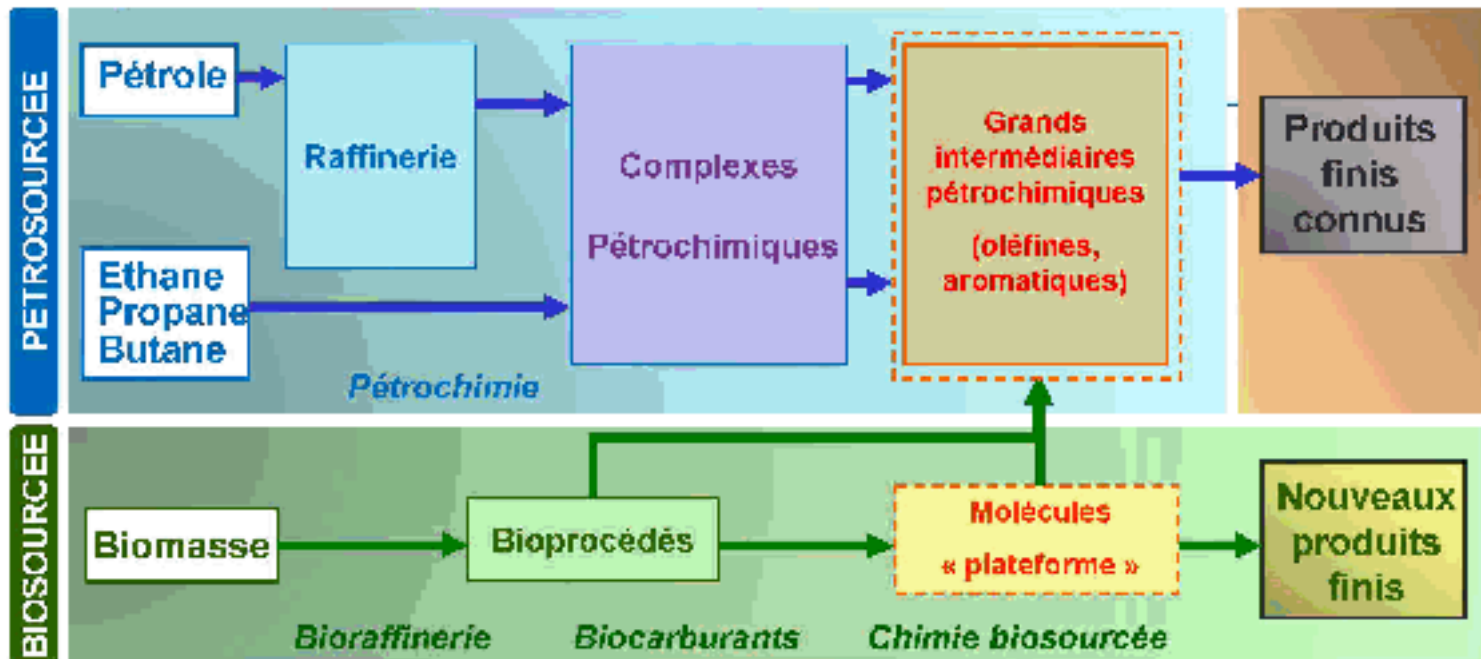 PETROSOURCEE
Pétrole
Raffinerie
Ethane
Propane
Butane
Complexes
Pétrochimiques
Grands
intermédiaires
pétrochimiques
(oléfines,
aromatiques)
Produits
finis
connus
Pétrochimie
BIOSOURCEE
Biomasse
Bioprocédés
Molécules
« plateforme »
Nouveaux
produits
finis
Bioraffinerie
Biocarburants
Chimie biosourcée